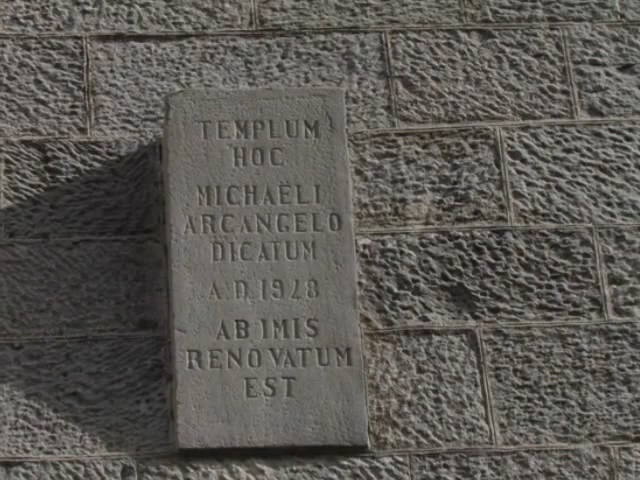 TEMPLUM
HOC
MICHAËLI
ARCANGELO
DICATUM
A.D. 1928
AB IMIS
RENOVATUM
EST